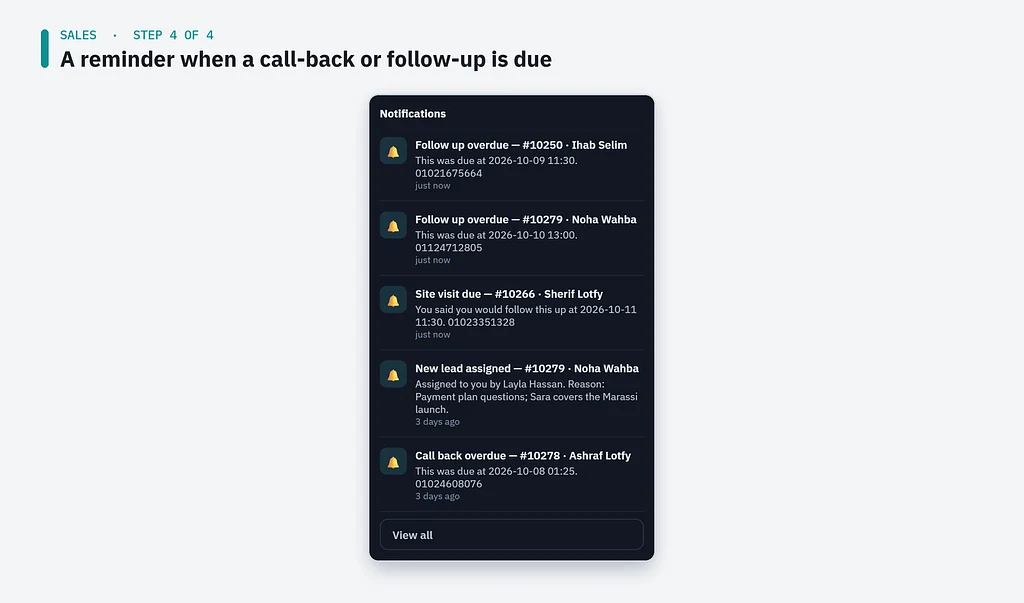 SALES · STEP 4 OF 4
A reminder when a call-back or follow-up is due
Notifications
Follow up overdue — #10250 · Ihab Selim
This was due at 2026-10-09 11:30.
01021675664
just now
Follow up overdue — #10279 · Noha Wahba
This was due at 2026-10-10 13:00.
01124712805
just now
Site visit due — #10266 · Sherif Lotfy
You said you would follow this up at 2026-10-11
11:30. 01023351328
just now
New lead assigned — #10279 · Noha Wahba
Assigned to you by Layla Hassan. Reason:
Payment plan questions; Sara covers the Marassi
launch.
3 days ago
Call back overdue — #10278 · Ashraf Lotfy
This was due at 2026-10-08 01:25.
01024608076
3 days ago
View all